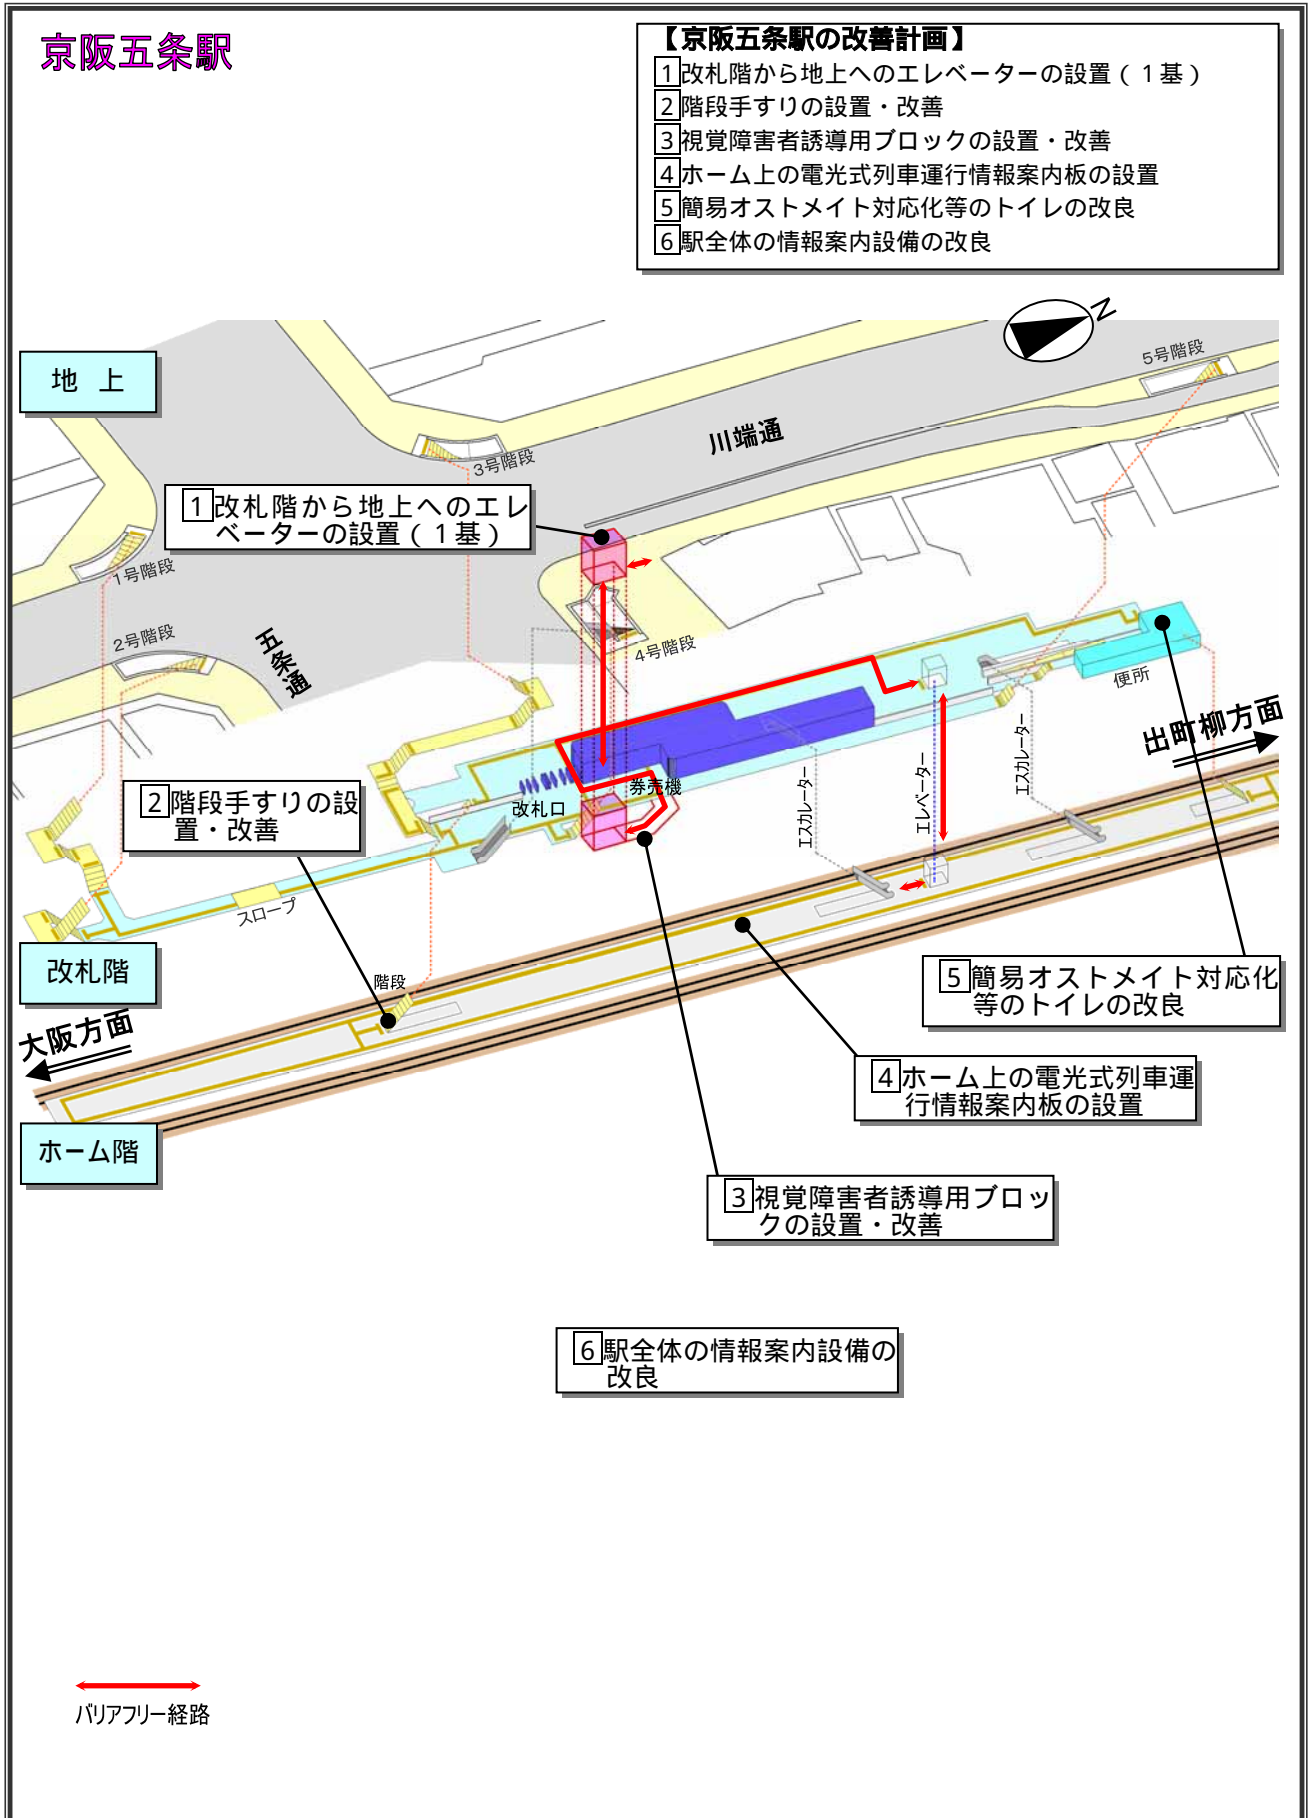 京阪五条駅
【京阪五条駅の改善計画】
1改札階から地上へのエレベーターの設置(1基)
2階段手すりの設置・改善
3視覚障害者誘導用ブロックの設置・改善
4ホーム上の電光式列車運行情報案内板の設置
5簡易オストメイト対応化等のトイレの改良
6駅全体の情報案内設備の改良
N
地 上
5号階段
川端通
3号階段
1改札階から地上へのエレ
ベーターの設置(1基)
1号階段
2号階段
五条通
4号階段
便所
出町柳方面
2階段手すりの設
置・改善
改札口
券売機
エスカレーター
エレベーター
エスカレーター
スロープ
改札階
階段
5簡易オストメイト対応化
等のトイレの改良
大阪方面
4ホーム上の電光式列車運
行情報案内板の設置
ホーム階
3視覚障害者誘導用ブロッ
クの設置・改善
6駅全体の情報案内設備の
改良
バリアフリー経路